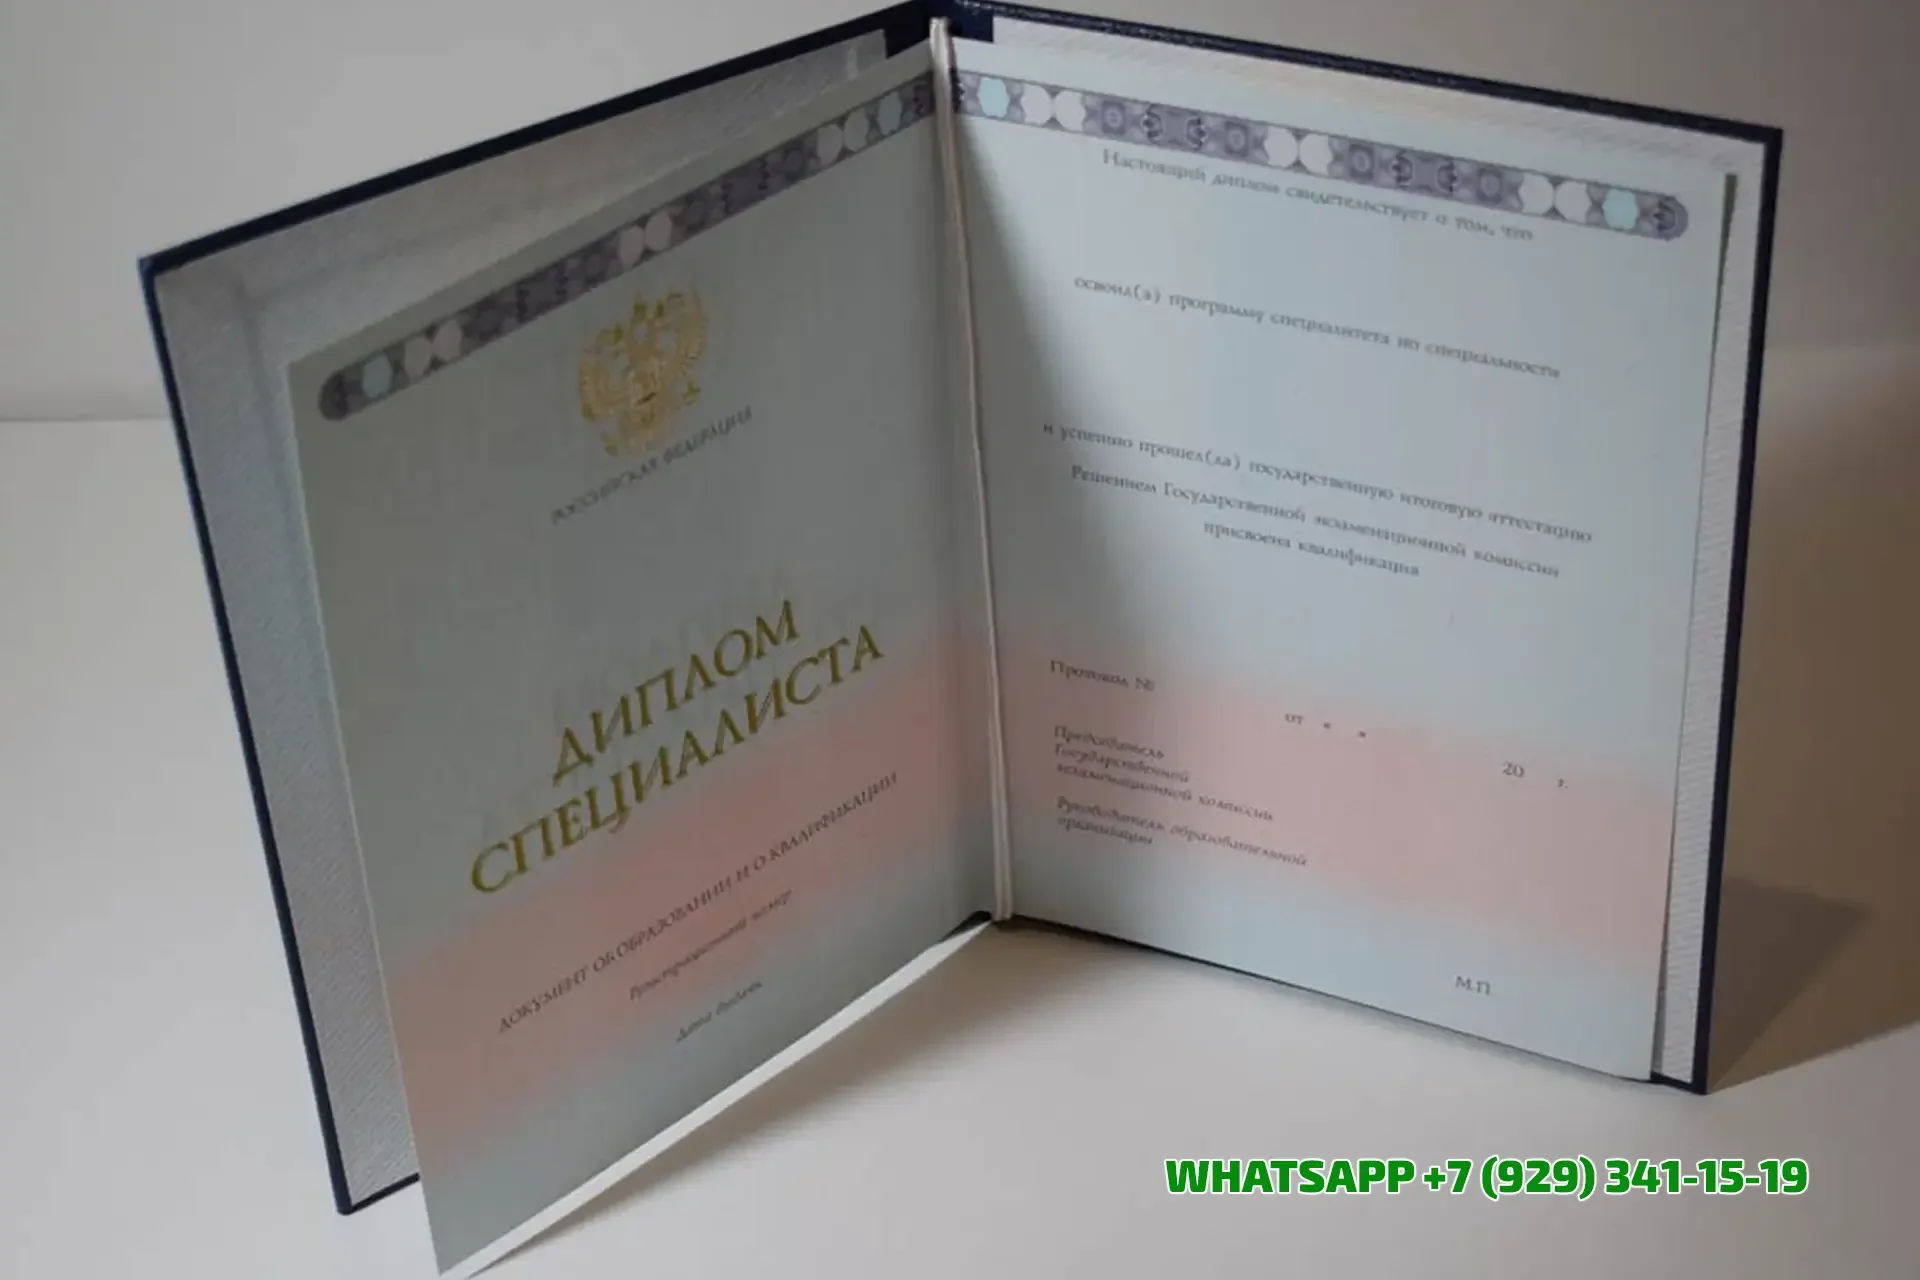 РОССИЙСКАЯ ФЕДЕРАЦИЯ
ДИПЛОМ
СПЕЦИАЛИСТА
ДОКУМЕНТ ОБ ОБРАЗОВАНИИ И О КВАЛИФИКАЦИИ
Регистрационный номер
Дата выдачи
Настоящий диплом свидетельствует о том, что
освоил(а) программу специалитета по специальности
и успешно прошел(ла) государственную итоговую аттестацию
Решением Государственной экзаменационной комиссии
присвоена квалификация
Протокол №
от « » 20 г.
Председатель
Государственной
экзаменационной комиссии
Руководитель образовательной
организации
М.П.
WHATSAPP +7 (929) 341-15-19